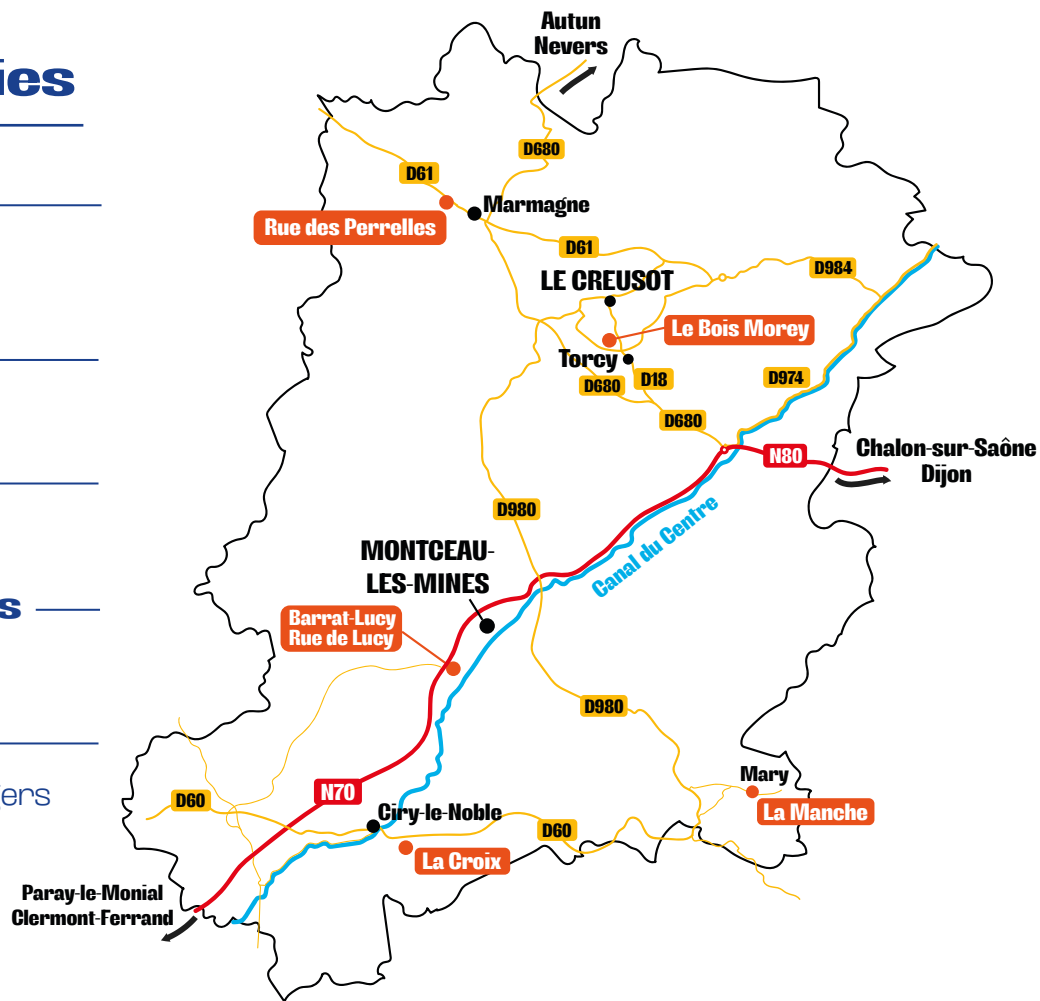 Autun
Nevers
ies
D680
D61
Marmagne
Rue des Perrelles
D61
D984
LE CREUSOT
Le Bois Morey
Torcy
D680
D18
D974
D680
N80
Chalon-sur-Saône
Dijon
D980
Canal du Centre
MONTCEAU-
LES-MINES
s
Barrat-Lucy
Rue de Lucy
D980
Mary
gers
N70
D60
Ciry-le-Noble
La Manche
D60
La Croix
Paray-le-Monial
Clermont-Ferrand